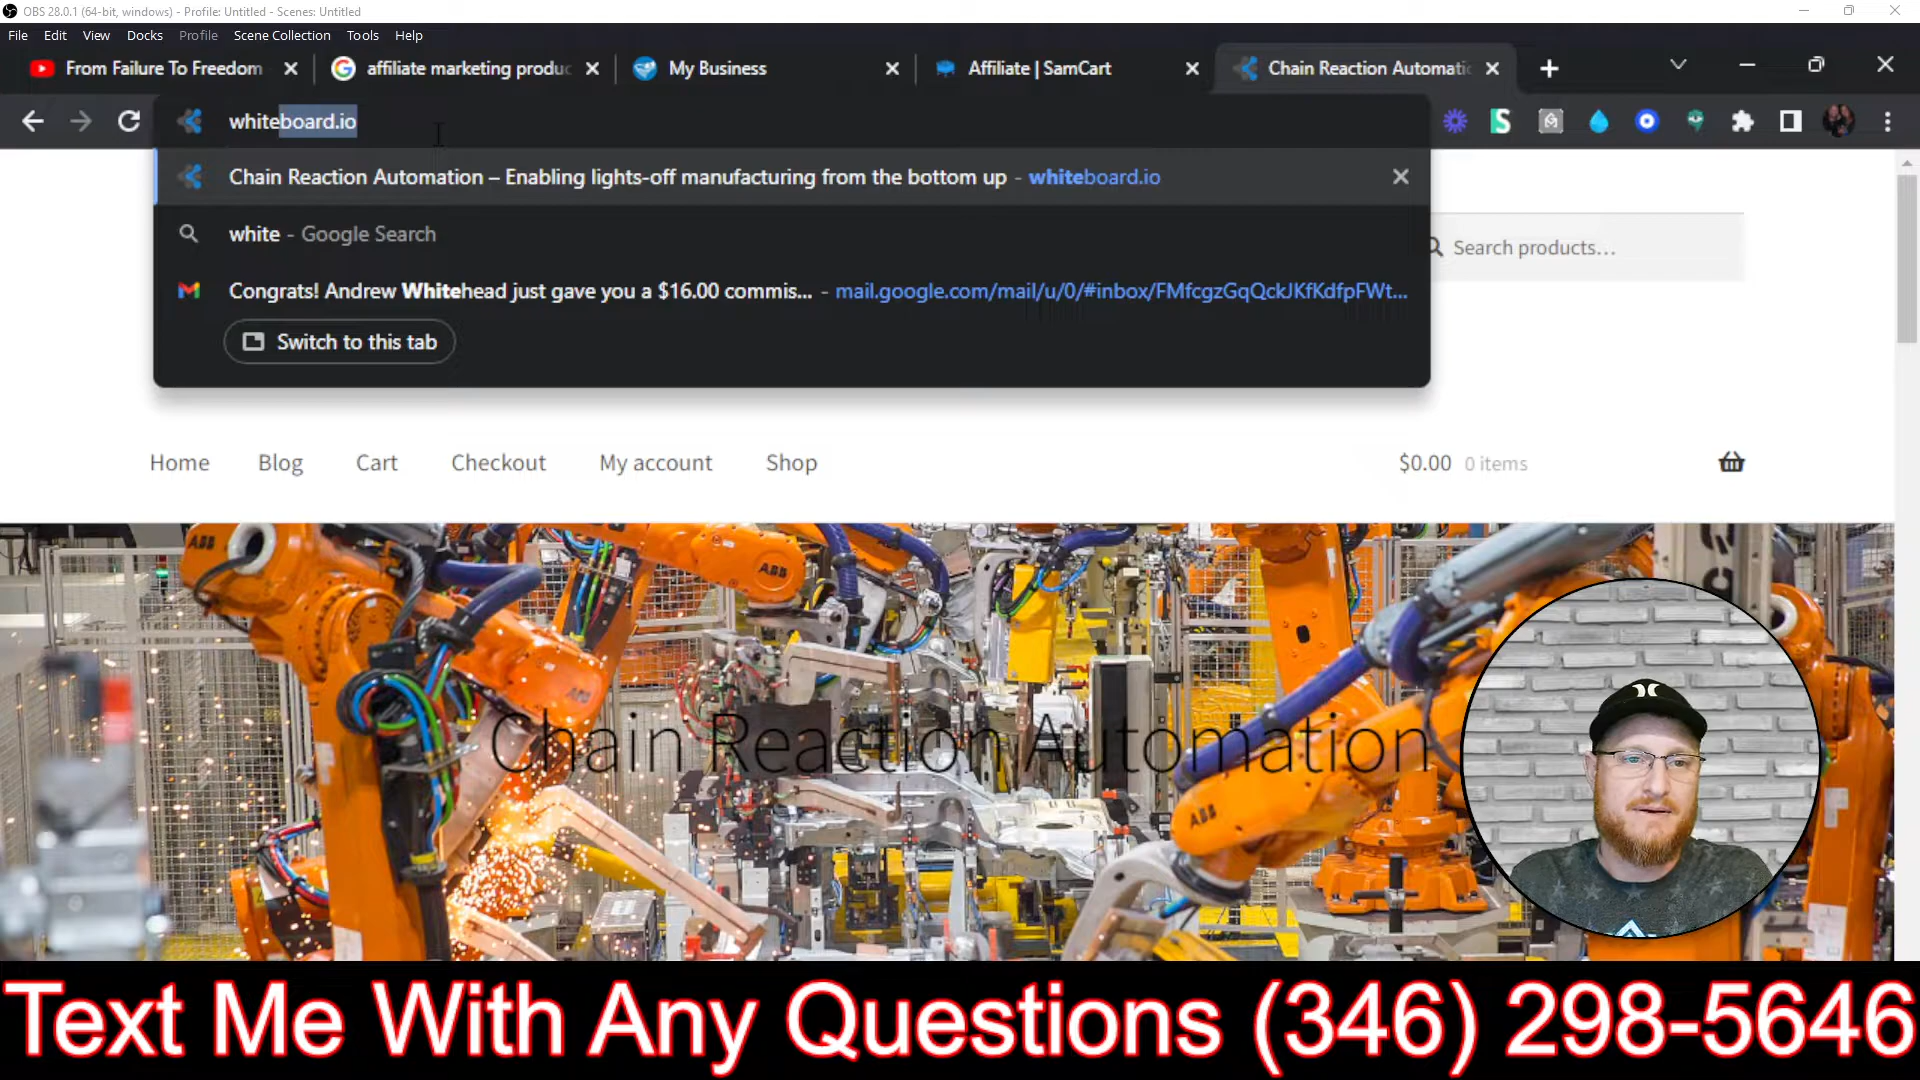 OBS 28.0.1 (64-bit, windows) - Profile: Untitled - Scenes: Untitled
File Edit View Docks Profile Scene Collection Tools Help
From Failure To Freedom
affiliate marketing produc
My Business
Affiliate | SamCart
Chain Reaction Automatic
whiteboard.io
Chain Reaction Automation – Enabling lights-off manufacturing from the bottom up - whiteboard.io
white - Google Search
Search products...
Congrats! Andrew Whitehead just gave you a $16.00 commis... - mail.google.com/mail/u/0/#inbox/FMfcgzGqQckJKfKdfpFWt...
Switch to this tab
Home Blog Cart Checkout My account Shop $0.00 0 items
ABB
ABB
ABB
ABB
Chain Reaction Automation
Text Me With Any Questions (346) 298-5646